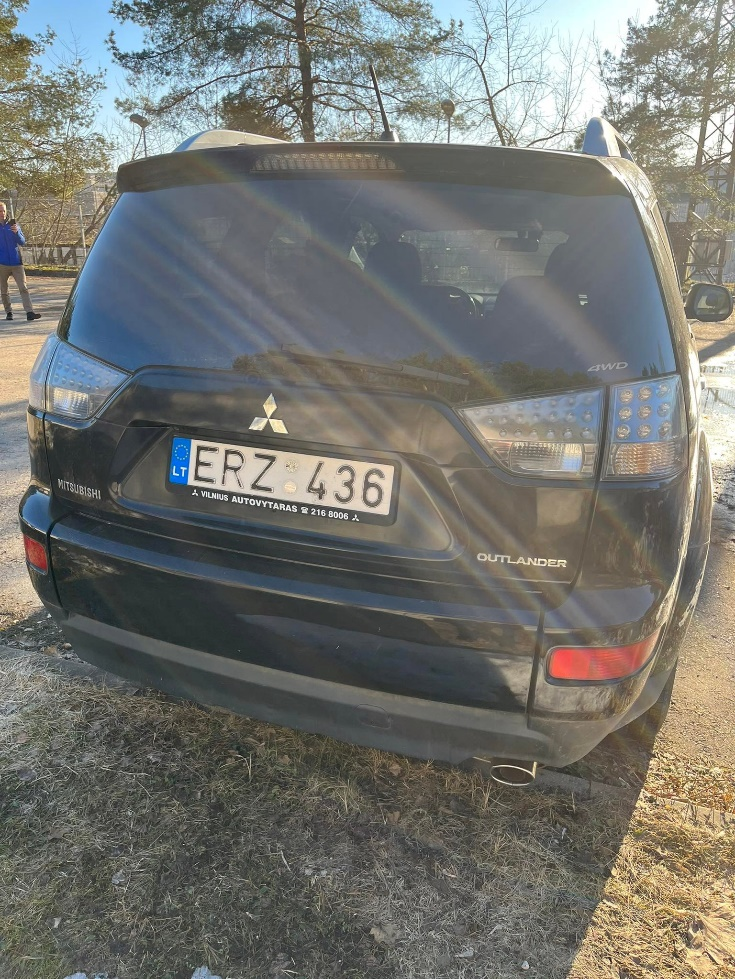 4WD
LT ERZ 436
VILNIUS AUTOVYTARAS ☎ 216 8006
MITSUBISHI
OUTLANDER